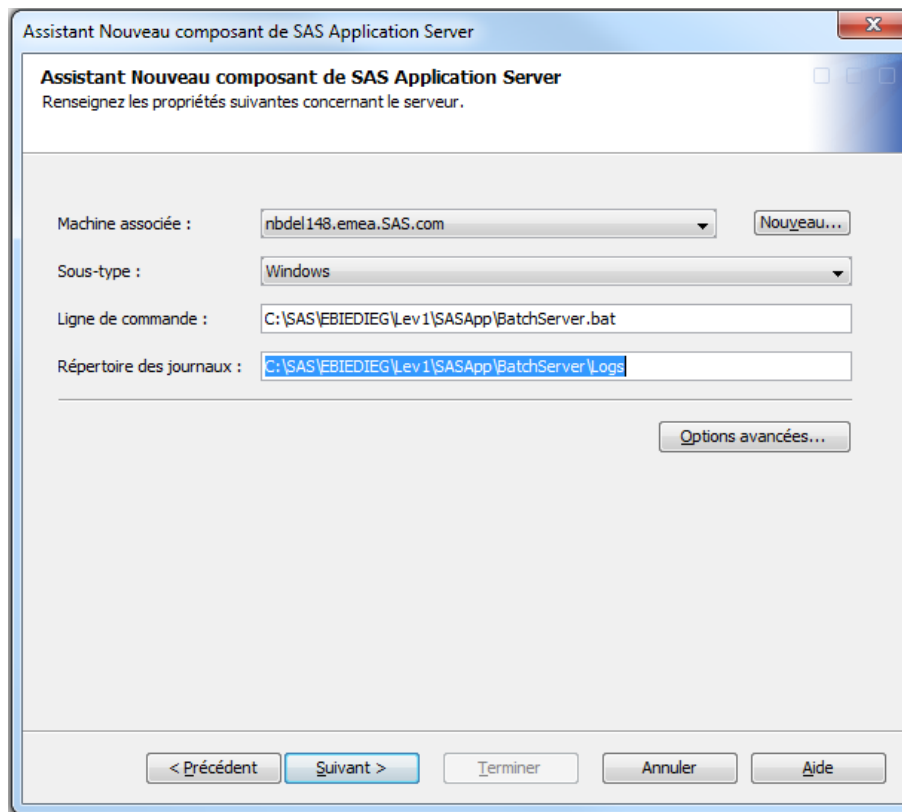 Assistant Nouveau composant de SAS Application Server
Assistant Nouveau composant de SAS Application Server
Renseignez les propriétés suivantes concernant le serveur.
Machine associée : nbdel148.emea.SAS.com Nouveau...
Sous-type : Windows
Ligne de commande : C:\SAS\EBIEDIEG\Lev1\SASApp\BatchServer.bat
Répertoire des journaux : C:\SAS\EBIEDIEG\Lev1\SASApp\BatchServer\Logs
Options avancées...
< Précédent Suivant > Terminer Annuler Aide